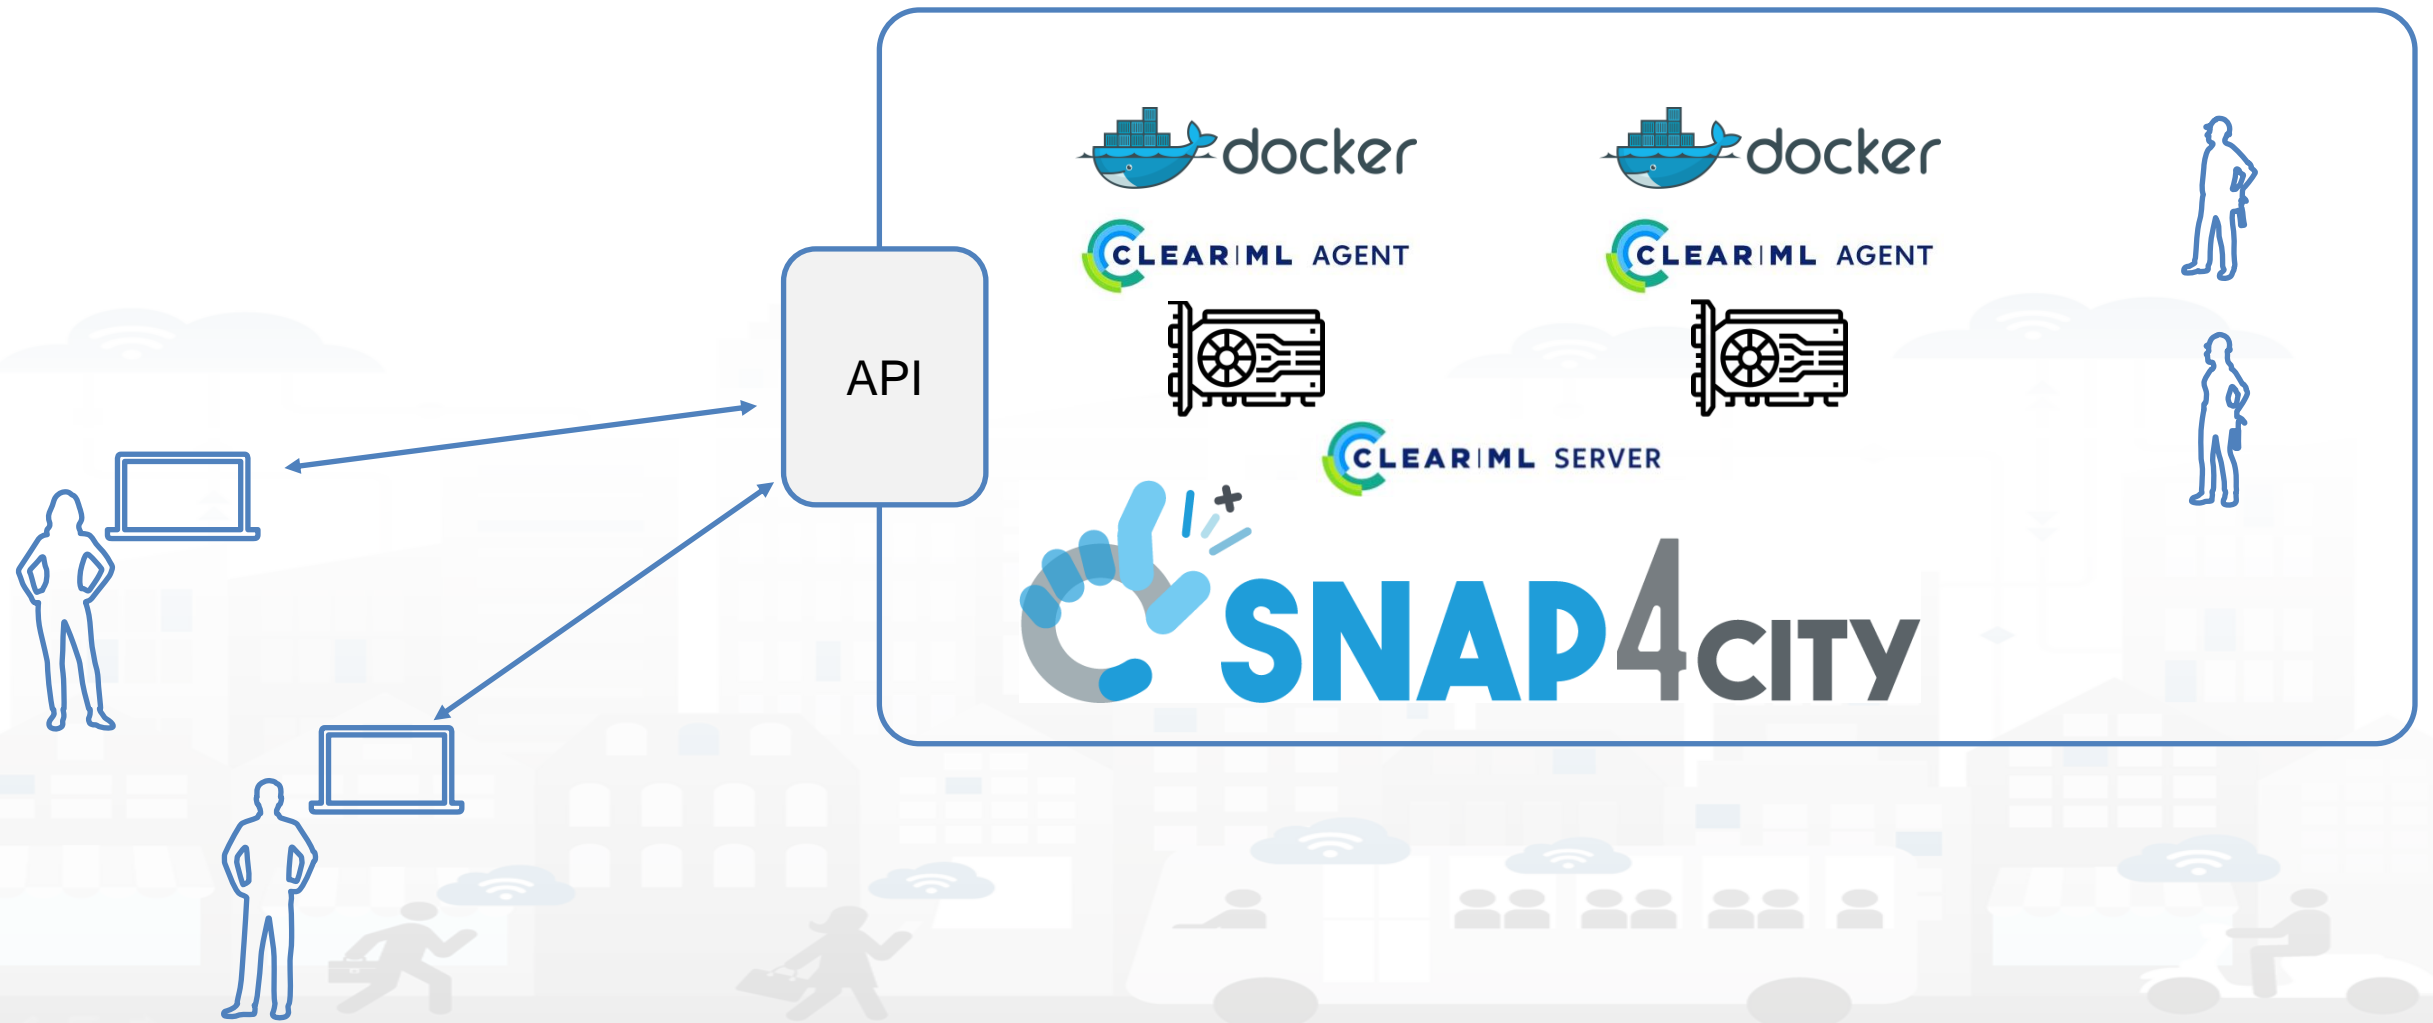 docker
docker
CLEAR|ML AGENT
CLEAR|ML AGENT
API
CLEAR|ML SERVER
SNAP4CITY